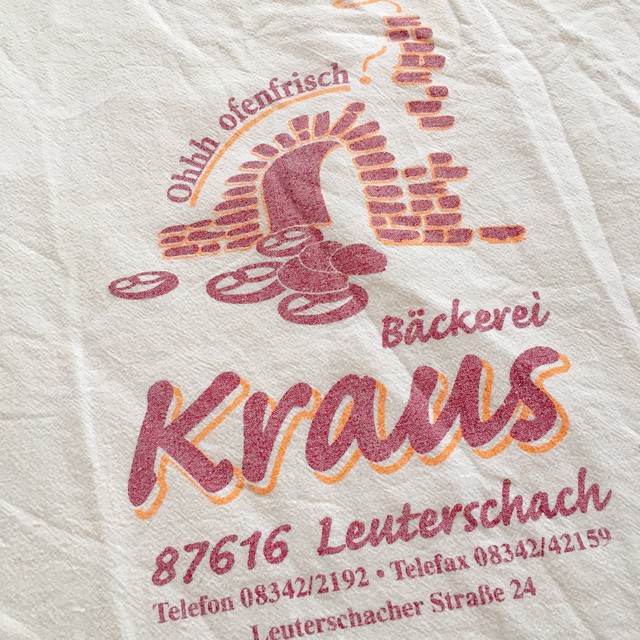 Ohhh ofenfrisch
Bäckerei
Kraus
87616 Leuterschach
Telefon 08342/2192 • Telefax 08342/42159
Leuterschacher Straße 24